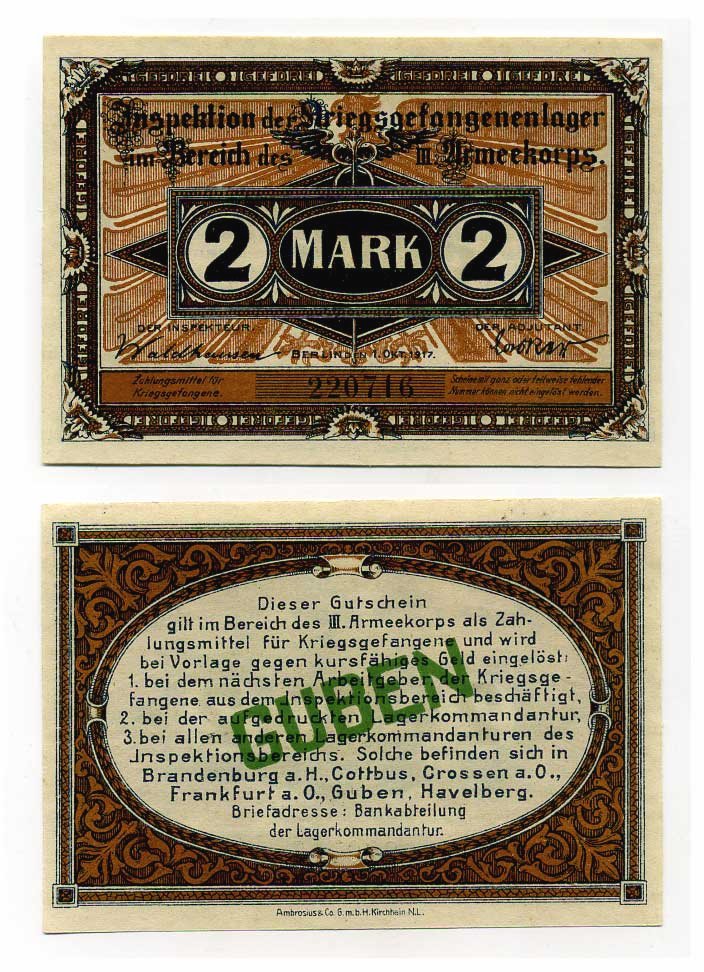 IGEFDREI IGEFDREI IGEFDREI IGEFDREI
Inspektion der Kriegsgefangenenlager
im Bereich des III. Armeekorps.
2 MARK 2
DER INSPEKTEUR. DER ADJUTANT
Waldhausen BERLIN DEN 1. OKT. 1917.
Zahlungsmittel für
Kriegsgefangene.
220716
Scheine mit ganz oder teilweise fehlender
Nummer können nicht eingelöst werden.
Dieser Gutschein
gilt im Bereich des III. Armeekorps als Zah-
lungsmittel für Kriegsgefangene und wird
bei Vorlage gegen kursfähiges Geld eingelöst:
1. bei dem nächsten Arbeitgeber der Kriegsge-
fangene aus dem Inspektionsbereich beschäftigt,
2. bei der aufgedruckten Lagerkommandantur,
3. bei allen anderen Lagerkommandanturen des
Inspektionsbereichs. Solche befinden sich in
Brandenburg a.H., Cottbus, Crossen a.O.,
Frankfurt a.O., Guben, Havelberg.
Briefadresse: Bankabteilung
der Lagerkommandantur.
GUBEN
Ambrosius & Co. G.m.b.H. Kirchhain N.L.